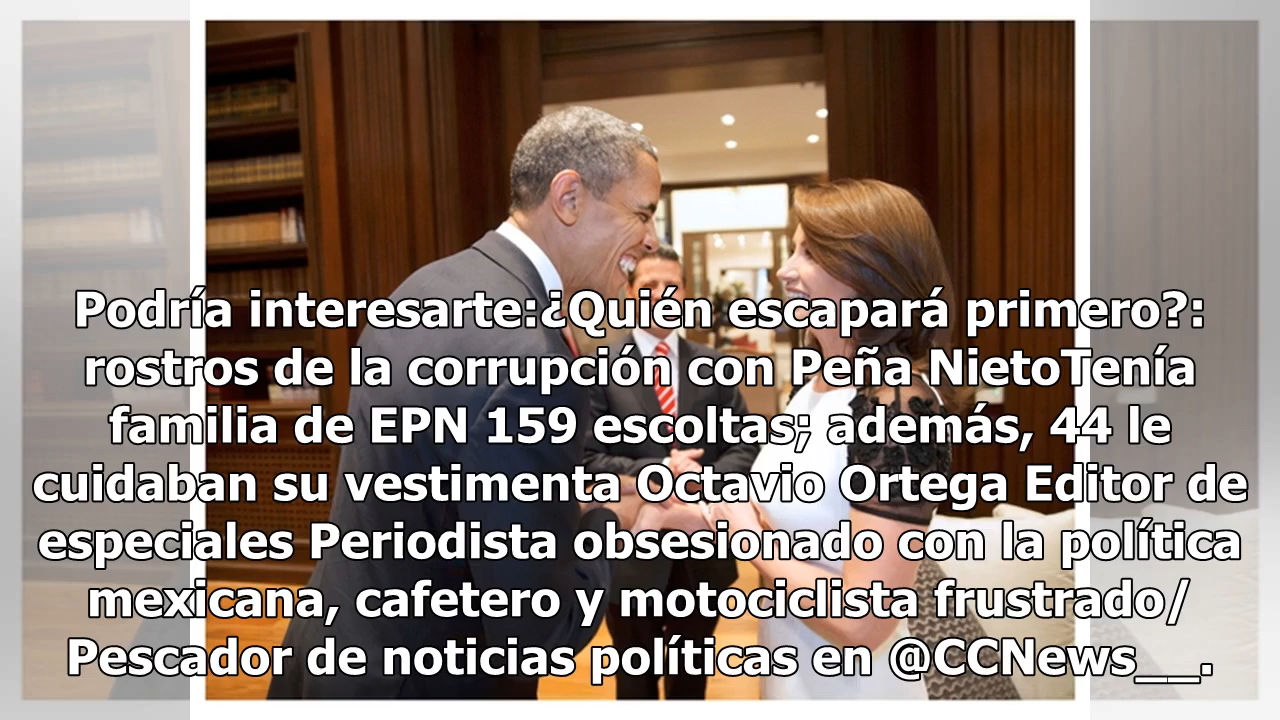 Podría interesarte:¿Quién escapará primero?:
rostros de la corrupción con Peña NietoTenía
familia de EPN 159 escoltas; además, 44 le
cuidaban su vestimenta Octavio Ortega Editor de
especiales Periodista obsesionado con la política
mexicana, cafetero y motociclista frustrado/
Pescador de noticias políticas en @CCNews__.